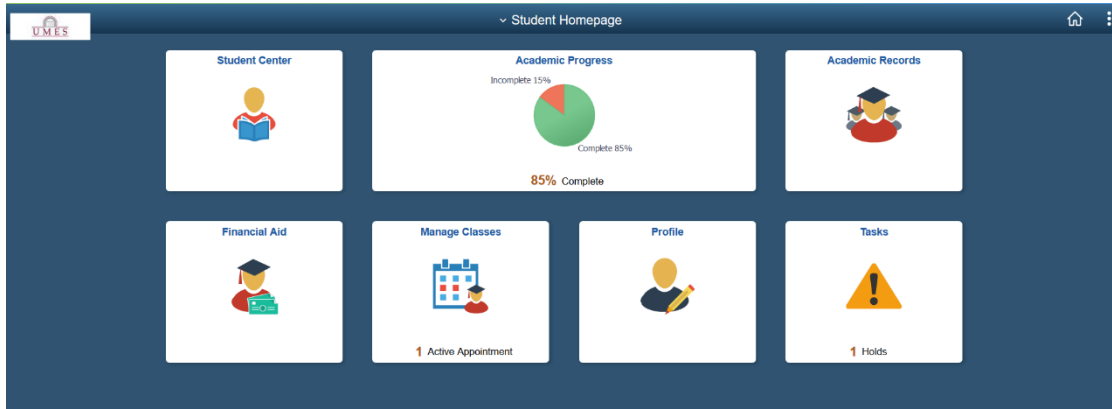 UMES
Student Homepage
Student Center
Academic Progress
Incomplete 15%
Complete 85%
85% Complete
Academic Records
Financial Aid
Manage Classes
1 Active Appointment
Profile
Tasks
1 Holds